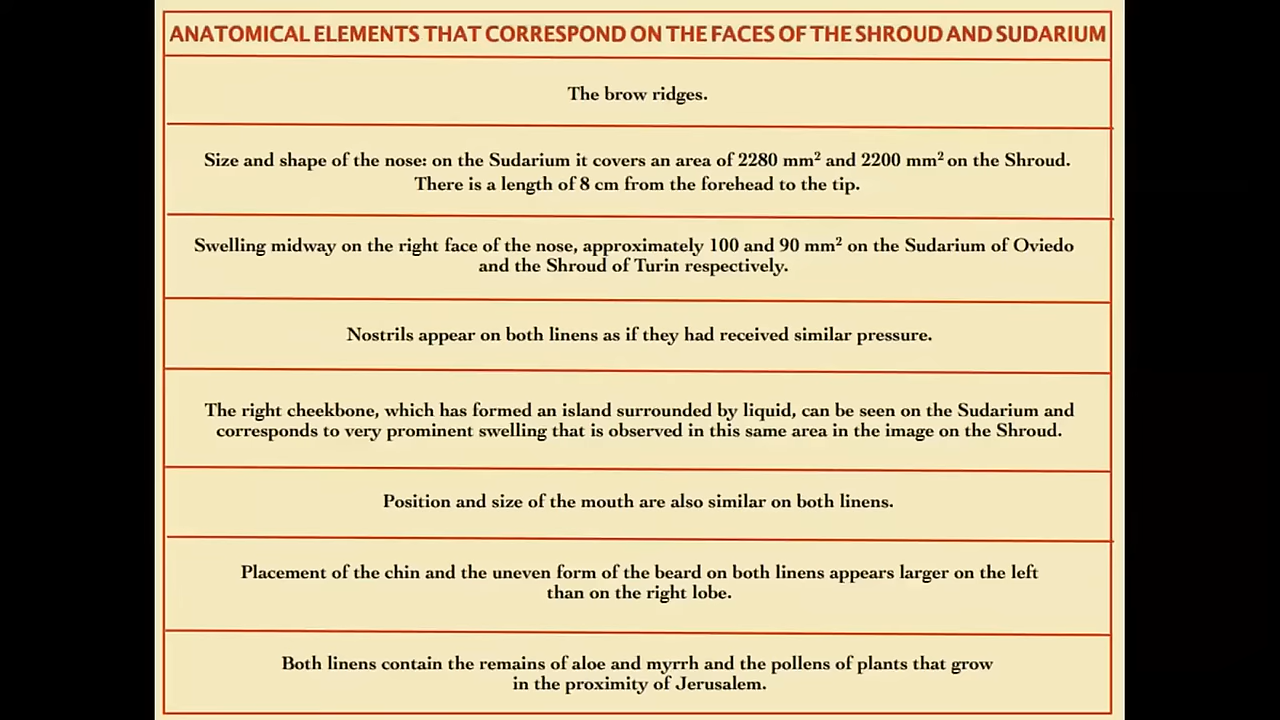 ANATOMICAL ELEMENTS THAT CORRESPOND ON THE FACES OF THE SHROUD AND SUDARIUM
The brow ridges.
Size and shape of the nose: on the Sudarium it covers an area of 2280 mm² and 2200 mm² on the Shroud.
There is a length of 8 cm from the forehead to the tip.
Swelling midway on the right face of the nose, approximately 100 and 90 mm² on the Sudarium of Oviedo
and the Shroud of Turin respectively.
Nostrils appear on both linens as if they had received similar pressure.
The right cheekbone, which has formed an island surrounded by liquid, can be seen on the Sudarium and
corresponds to very prominent swelling that is observed in this same area in the image on the Shroud.
Position and size of the mouth are also similar on both linens.
Placement of the chin and the uneven form of the beard on both linens appears larger on the left
than on the right lobe.
Both linens contain the remains of aloe and myrrh and the pollens of plants that grow
in the proximity of Jerusalem.